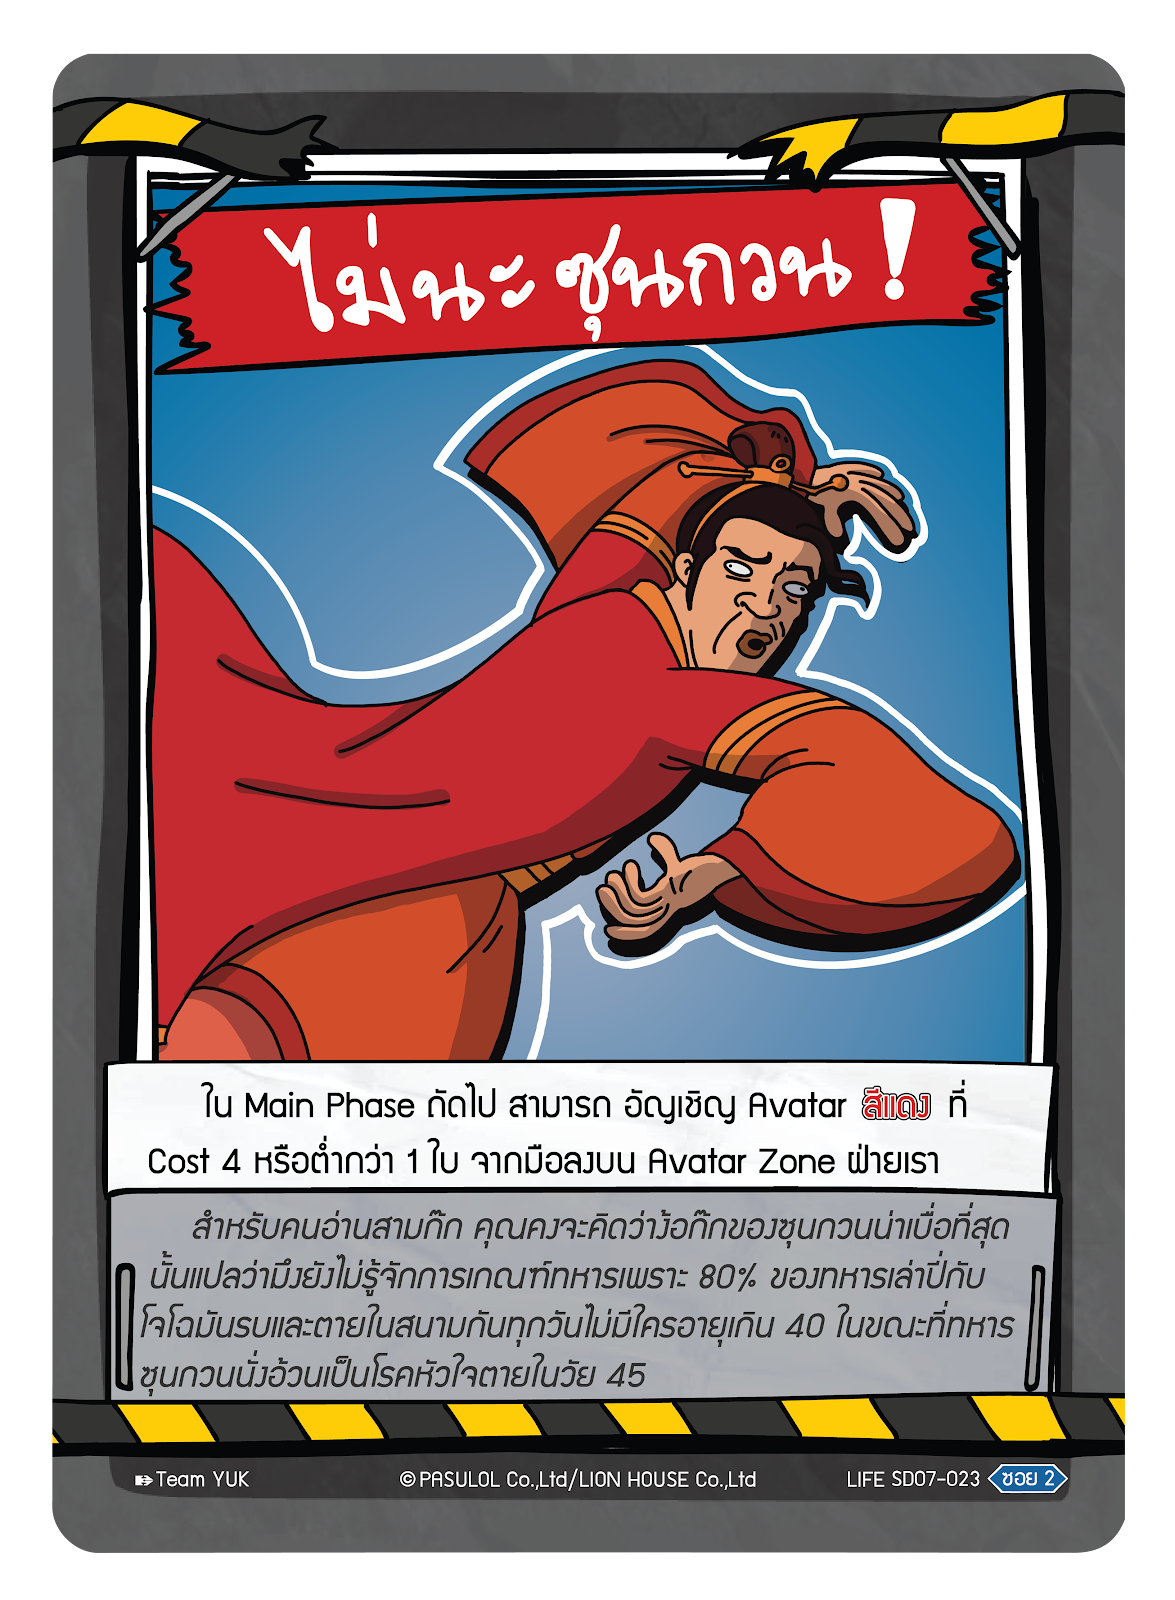 ไม่นะซุนกวน!
ใน Main Phase ถัดไป สามารถ อัญเชิญ Avatar สีแดง ที่
Cost 4 หรือต่ำกว่า 1 ใบ จากมือลงบน Avatar Zone ฝ่ายเรา
สำหรับคนอ่านสามก๊ก คุณคงจะคิดว่าง้อก๊กของซุนกวนน่าเบื่อที่สุด
นั้นแปลว่ามึงยังไม่รู้จักการเกณฑ์ทหารเพราะ 80% ของทหารเล่าปี่กับ
โจโฉมันรบและตายในสนามกันทุกวันไม่มีใครอายุเกิน 40 ในขณะที่ทหาร
ซุนกวนนั่งอ้วนเป็นโรคหัวใจตายในวัย 45
Team YUK
©PASULOL Co.,Ltd/LION HOUSE Co.,Ltd
LIFE SD07-023 ซอย 2